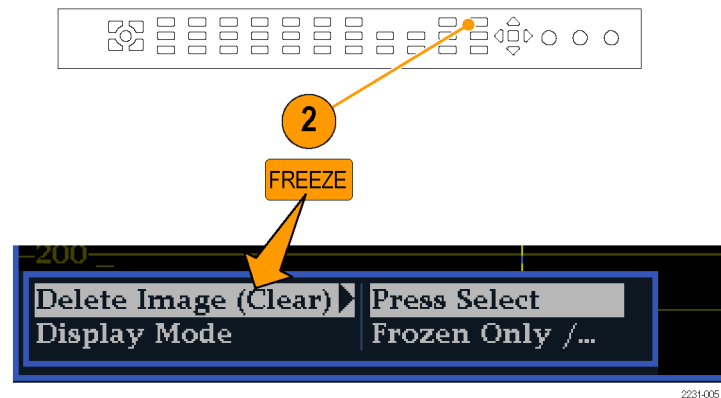 2
FREEZE
-200
Delete Image (Clear) Press Select
Display Mode Frozen Only /...
2231-005